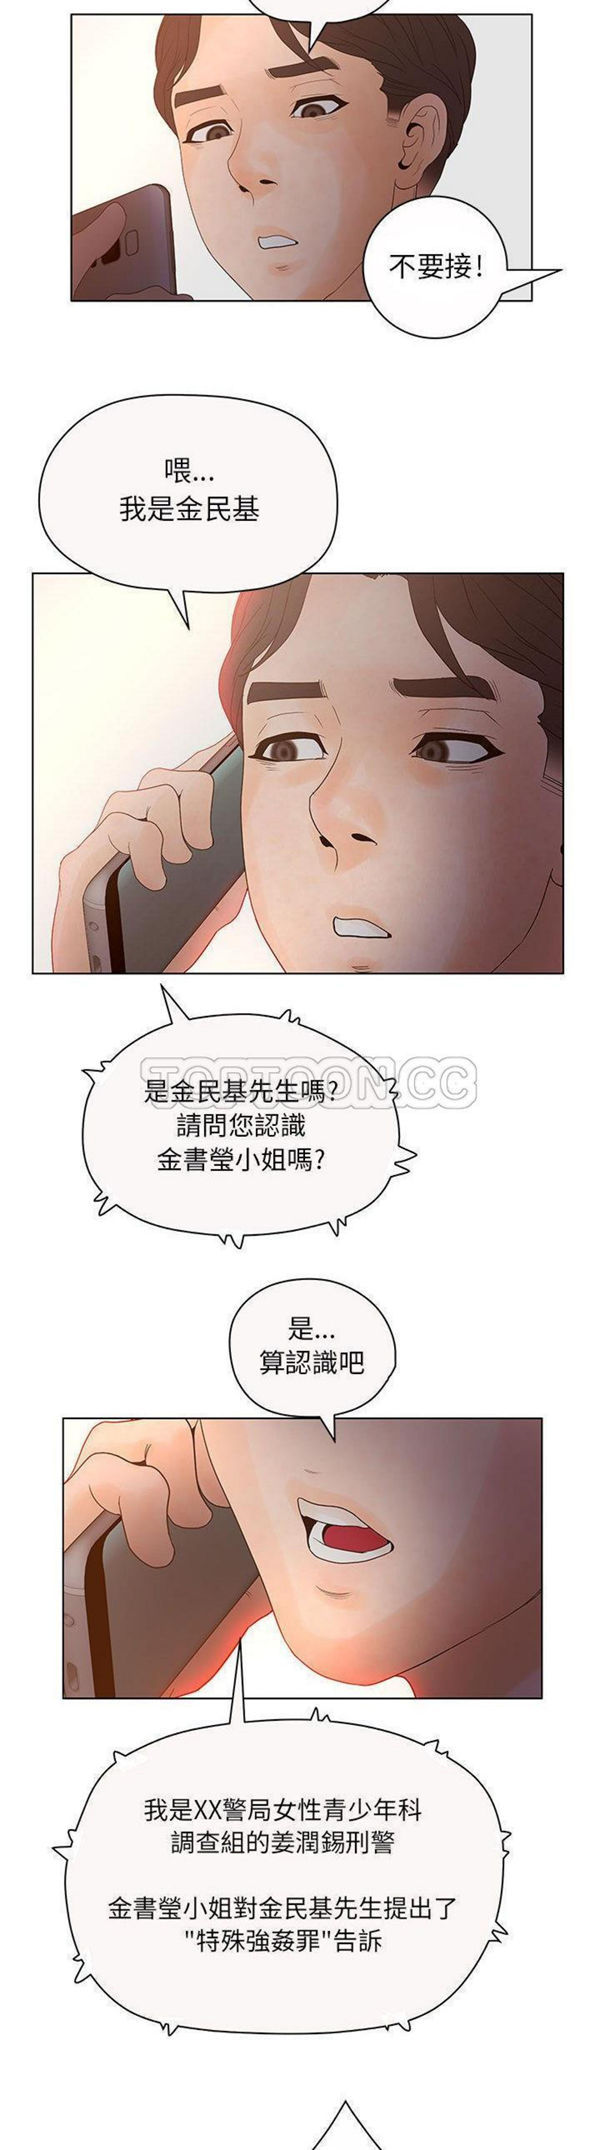 不要接!
喂...
我是金民基
TOPTOON.CC
是金民基先生嗎?
請問您認識
金書瑩小姐嗎?
是...
算認識吧
我是XX警局女性青少年科
調查組的姜潤錫刑警
金書瑩小姐對金民基先生提出了
"特殊強姦罪"告訴